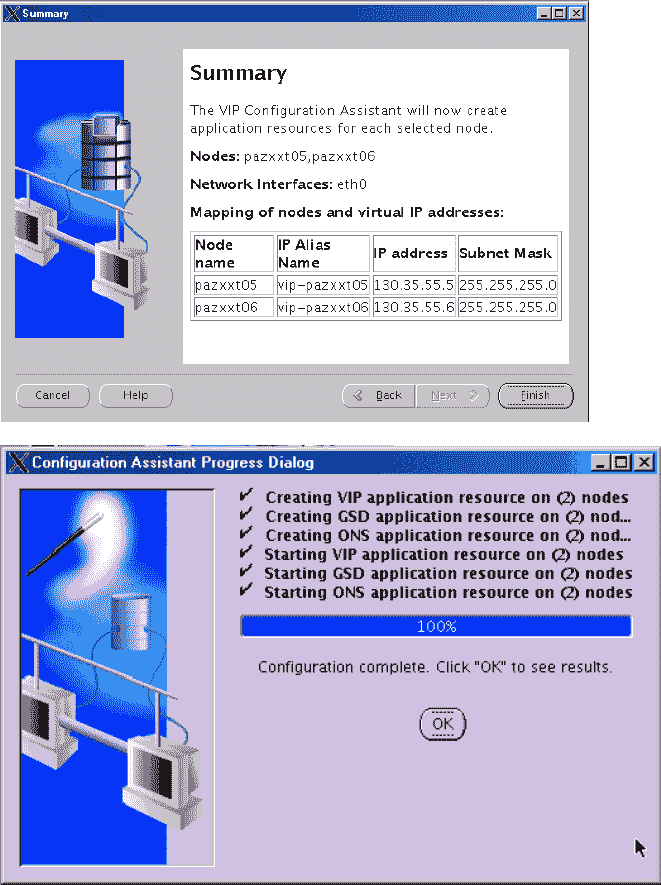 Summary
Summary
The VIP Configuration Assistant will now create
application resources for each selected node.
Nodes: pazxxt05,pazxxt06
Network Interfaces: eth0
Mapping of nodes and virtual IP addresses:
Node name IP Alias Name IP address Subnet Mask
pazxxt05 vip-pazxxt05 130.35.55.5 255.255.255.0
pazxxt06 vip-pazxxt06 130.35.55.6 255.255.255.0
Cancel Help Back Next Finish
Configuration Assistant Progress Dialog
Creating VIP application resource on (2) nodes
Creating GSD application resource on (2) nod...
Creating ONS application resource on (2) nod...
Starting VIP application resource on (2) nodes
Starting GSD application resource on (2) nodes
Starting ONS application resource on (2) nodes
100%
Configuration complete. Click "OK" to see results.
OK